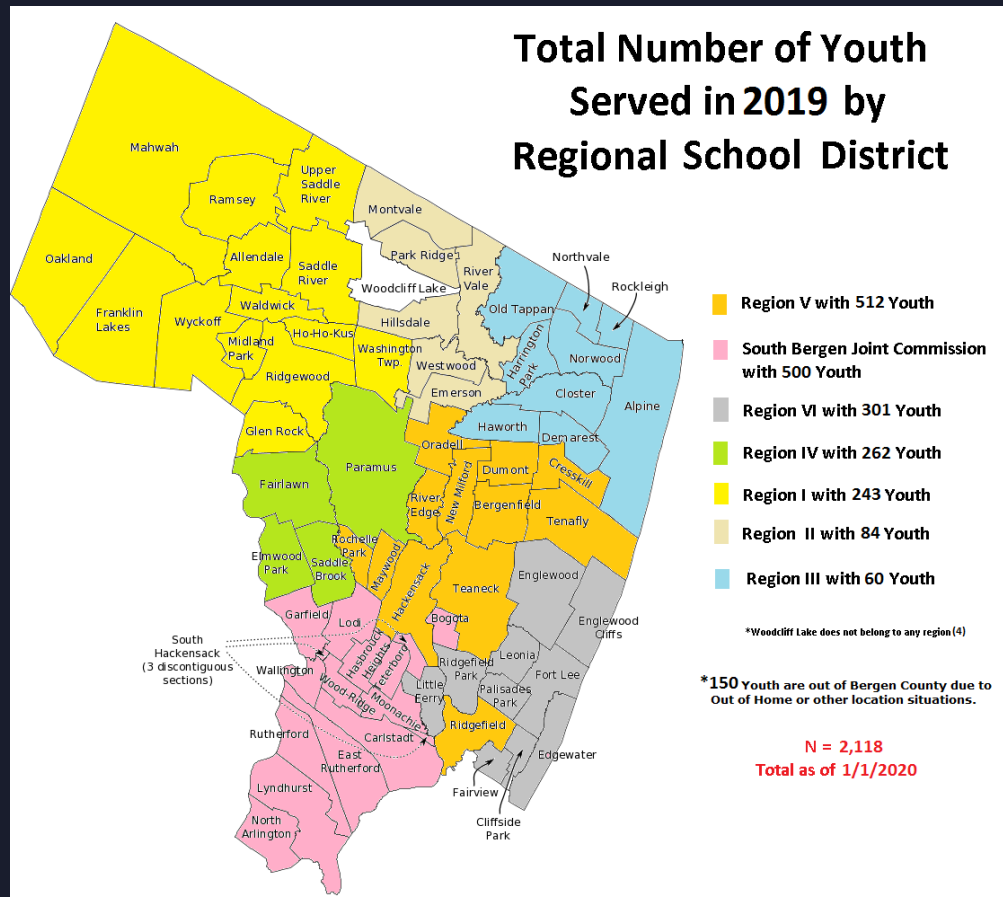 Total Number of Youth
Served in 2019 by
Regional School District
Mahwah
Upper
Saddle
River
Ramsey
Montvale
Oakland
Allendale
Saddle
River
Park Ridge
River
Vale
Woodcliff Lake
Northvale
Rockleigh
Franklin
Lakes
Wyckoff
Waldwick
Hillsdale
Old Tappan
Midland
Park
Ho-Ho-Kus
Washington
Twp.
Harrington
Park
Norwood
Ridgewood
Westwood
Emerson
Closter
Alpine
Glen Rock
Haworth
Demarest
Oradell
Paramus
Dumont
Cresskill
Fairlawn
River
Edge
New Milford
Bergenfield
Tenafly
Rochelle
Park
Elmwood
Park
Saddle
Brook
Maywood
Hackensack
Teaneck
Englewood
Garfield
Lodi
Bogota
Englewood
Cliffs
South
Hackensack
(3 discontiguous
sections)
Hasbrouck
Heights
Teterboro
Ridgefield
Park
Leonia
Fort Lee
Wallington
Wood-Ridge
Moonachie
Little
Ferry
Palisades
Park
Rutherford
Carlstadt
Ridgefield
East
Rutherford
Edgewater
Lyndhurst
Fairview
North
Arlington
Cliffside
Park
Region V with 512 Youth
South Bergen Joint Commission
with 500 Youth
Region VI with 301 Youth
Region IV with 262 Youth
Region I with 243 Youth
Region II with 84 Youth
Region III with 60 Youth
*Woodcliff Lake does not belong to any region (4)
*150 Youth are out of Bergen County due to
Out of Home or other location situations.
N = 2,118
Total as of 1/1/2020